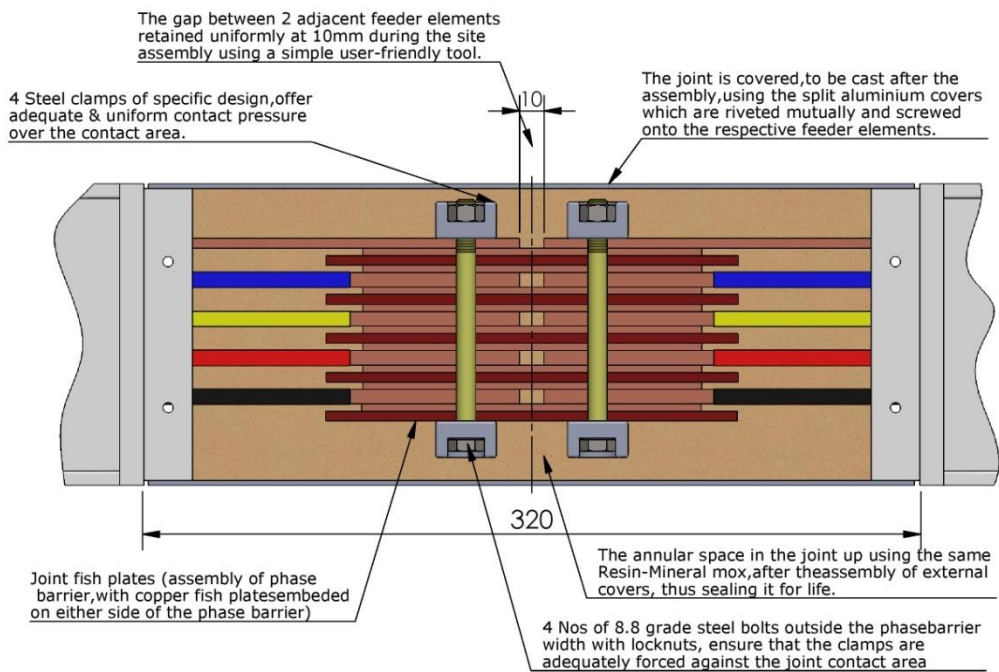 The gap between 2 adjacent feeder elements
retained uniformly at 10mm during the site
assembly using a simple user-friendly tool.
4 Steel clamps of specific design,offer
adequate & uniform contact pressure
over the contact area.
10
The joint is covered,to be cast after the
assembly,using the split aluminium covers
which are riveted mutually and screwed
onto the respective feeder elements.
320
Joint fish plates (assembly of phase
barrier,with copper fish platesembeded
on either side of the phase barrier)
The annular space in the joint up using the same
Resin-Mineral mox,after theassembly of external
covers, thus sealing it for life.
4 Nos of 8.8 grade steel bolts outside the phasebarrier
width with locknuts, ensure that the clamps are
adequately forced against the joint contact area